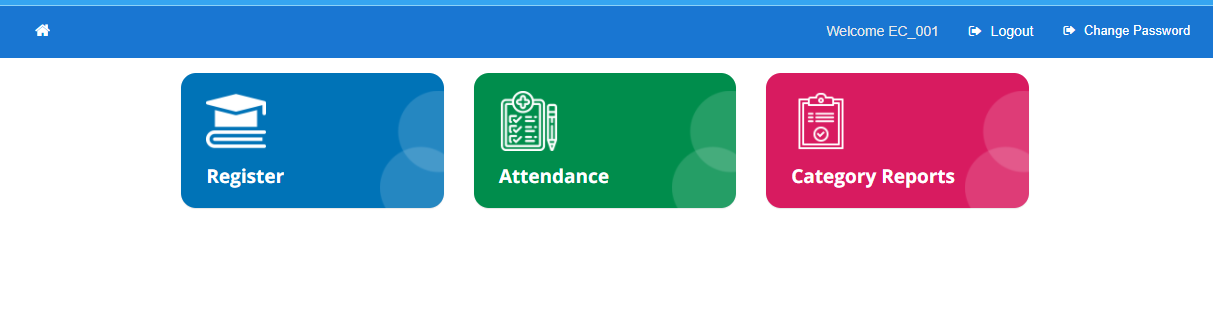 Welcome EC_001 Logout Change Password
Register Attendance Category Reports